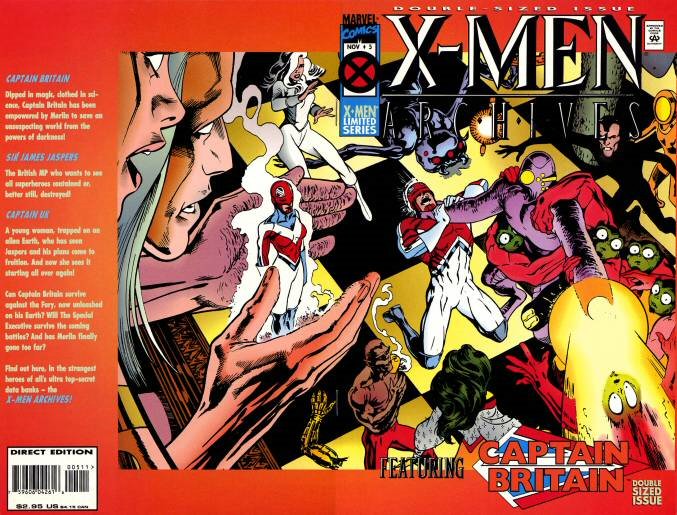 CAPTAIN BRITAIN
Dipped in magic, clothed in sci-
ence, Captain Britain has been
empowered by Merlin to save an
unsuspecting world from the
powers of darkness!
SIR JAMES JASPERS
The British MP who wants to see
all superheroes contained or,
better still, destroyed!
CAPTAIN UK
A young woman, trapped on an
alien Earth, who has seen
Jaspers and his plans come to
fruition. And now she sees it
starting all over again!
Can Captain Britain survive
against the Fury, now unleashed
on his Earth? Will The Special
Executive survive the coming
battles? And has Merlin finally
gone too far?
Find out here, in the strangest
heroes of all's ultra top-secret
data banks – the
X-MEN ARCHIVES!
DIRECT EDITION
00511>
$2.95 US $4.15 CAN
DOUBLE-SIZED ISSUE
MARVEL
COMICS
NOV • 5
X-MEN
LIMITED
SERIES
X-MEN
ARCHIVES
FEATURING
CAPTAIN
BRITAIN
DOUBLE
SIZED
ISSUE